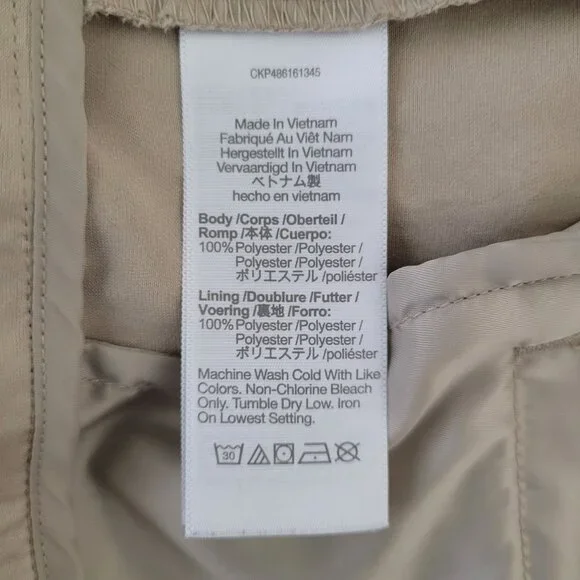 CKP486161345
Made In Vietnam
Fabriqué Au Viêt Nam
Hergestellt In Vietnam
Vervaardigd In Vietnam
ベトナム製
hecho en vietnam
Body /Corps /Oberteil /
Romp /本体 /Cuerpo:
100% Polyester /Polyester /
Polyester /Polyester /
ポリエステル /poliéster
Lining /Doublure /Futter /
Voering /裏地 /Forro:
100% Polyester /Polyester /
Polyester /Polyester /
ポリエステル /poliéster
Machine Wash Cold With Like
Colors. Non-Chlorine Bleach
Only. Tumble Dry Low. Iron
On Lowest Setting.
30